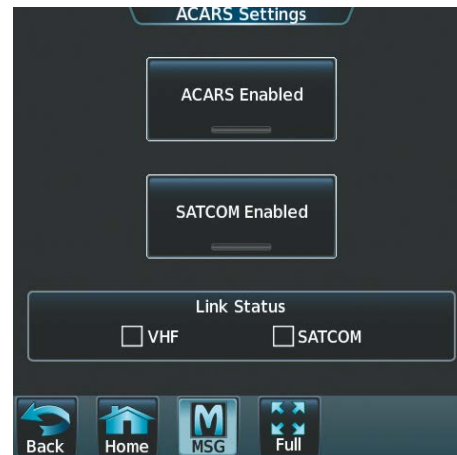 ACARS Settings
ACARS Enabled
SATCOM Enabled
Link Status
VHF SATCOM
Back Home MSG Full